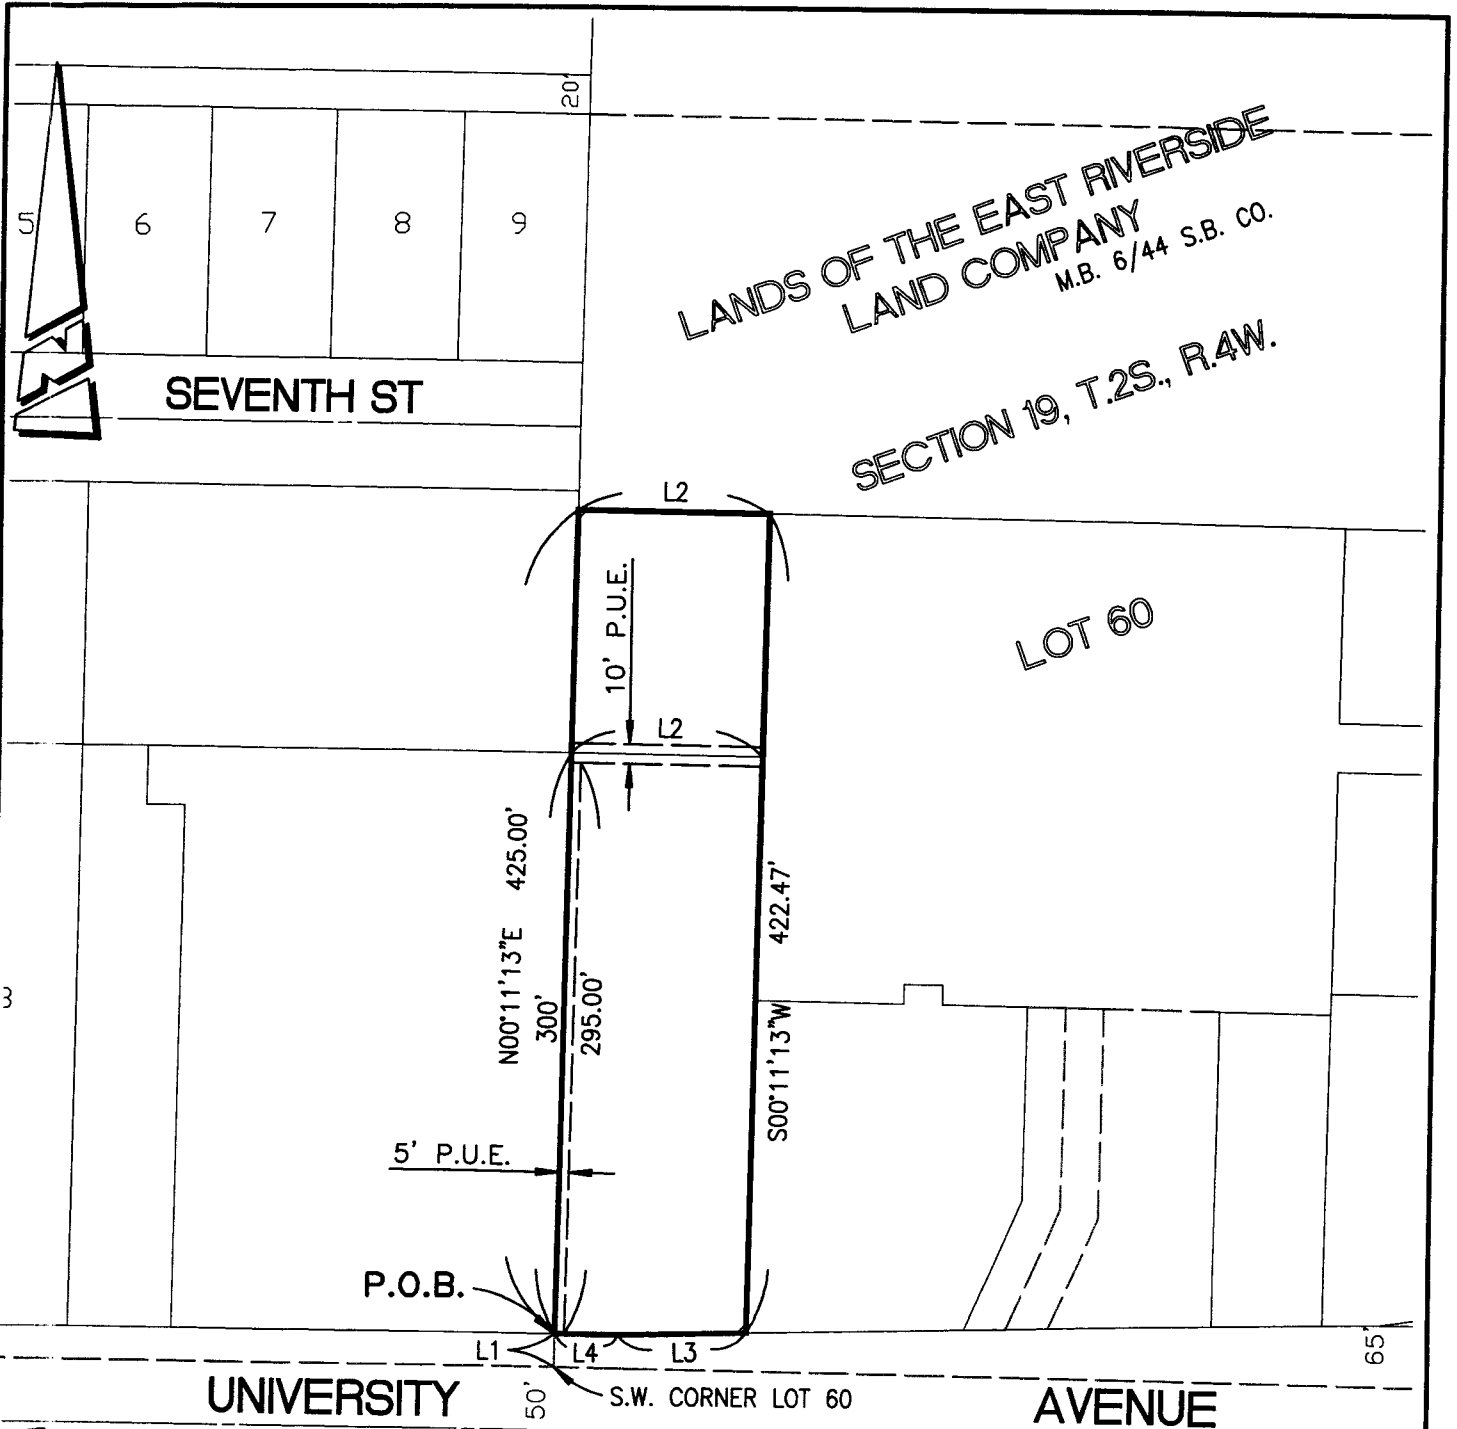 20'
LANDS OF THE EAST RIVERSIDE
LAND COMPANY
M.B. 6/44 S.B. CO.
5
6
7
8
9
SEVENTH ST
SECTION 19, T.2S., R.4W.
L2
10' P.U.E.
LOT 60
L2
N00°11'13"E 425.00'
300'
295.00'
422.47'
S00°11'13"W
5' P.U.E.
P.O.B.
L1
L4
L3
65'
UNIVERSITY
50'
S.W. CORNER LOT 60
AVENUE